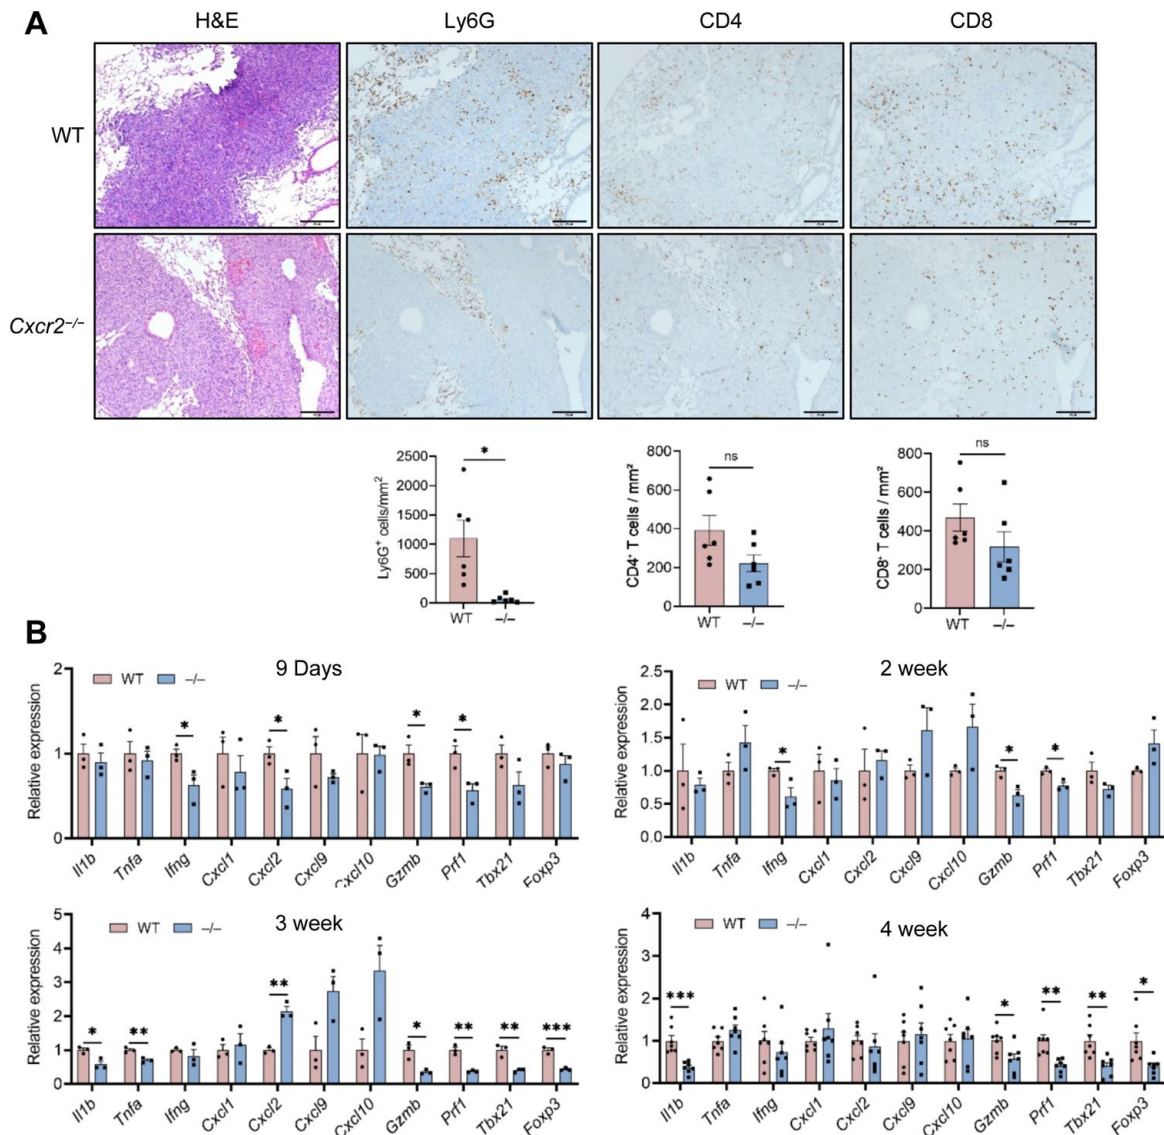 A
H&E Ly6G CD4 CD8
WT
Cxcr2–/–
Ly6G+ cells/mm2
2500
2000
1500
1000
500
0
*
WT –/–
CD4+ T cells / mm²
800
600
400
200
0
ns
WT –/–
CD8+ T cells / mm²
800
600
400
200
0
ns
WT –/–
B
9 Days
WT –/–
Relative expression
2
1
0
* * * *
Il1b Tnfa Ifng Cxcl1 Cxcl2 Cxcl9 Cxcl10 Gzmb Prf1 Tbx21 Foxp3
2 week
WT –/–
Relative expression
2.5
2.0
1.5
1.0
0.5
0.0
* * *
Il1b Tnfa Ifng Cxcl1 Cxcl2 Cxcl9 Cxcl10 Gzmb Prf1 Tbx21 Foxp3
3 week
WT –/–
Relative expression
5
4
3
2
1
0
* ** ** * ** ** ***
Il1b Tnfa Ifng Cxcl1 Cxcl2 Cxcl9 Cxcl10 Gzmb Prf1 Tbx21 Foxp3
4 week
WT –/–
Relative expression
4
3
2
1
0
*** * ** ** *
Il1b Tnfa Ifng Cxcl1 Cxcl2 Cxcl9 Cxcl10 Gzmb Prf1 Tbx21 Foxp3